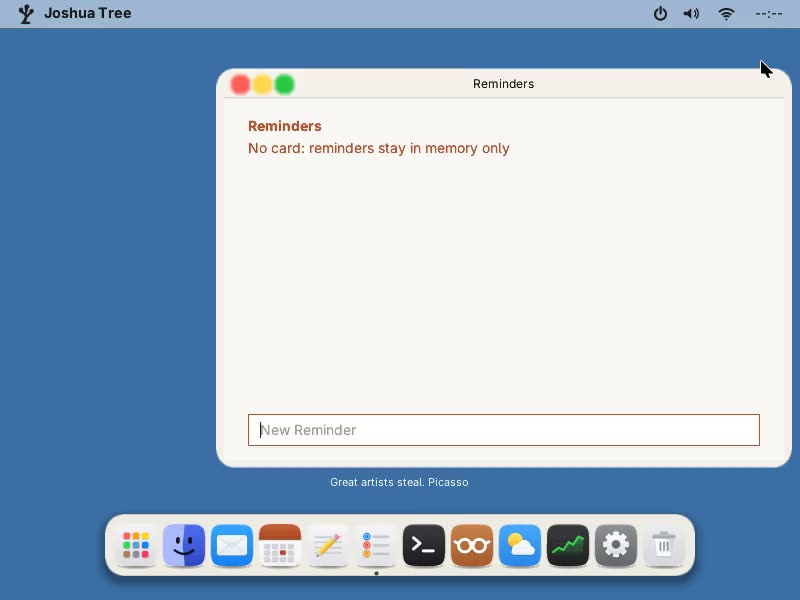 Joshua Tree
--:--
Reminders
Reminders
No card: reminders stay in memory only
New Reminder
Great artists steal. Picasso